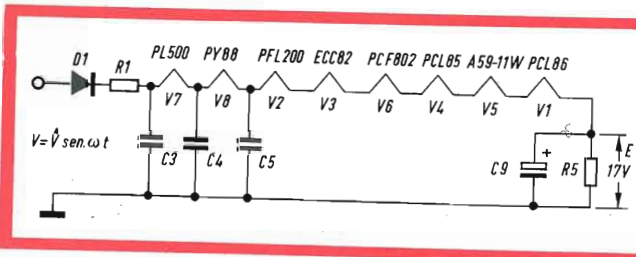 D1
R1
PL500 PY88 PFL200 ECC82 PCF802 PCL85 A59-11W PCL86
V7 V8 V2 V3 V6 V4 V5 V1
V=V̂ sen.ωt
C3 C4 C5
+
C9 R5
E
17V